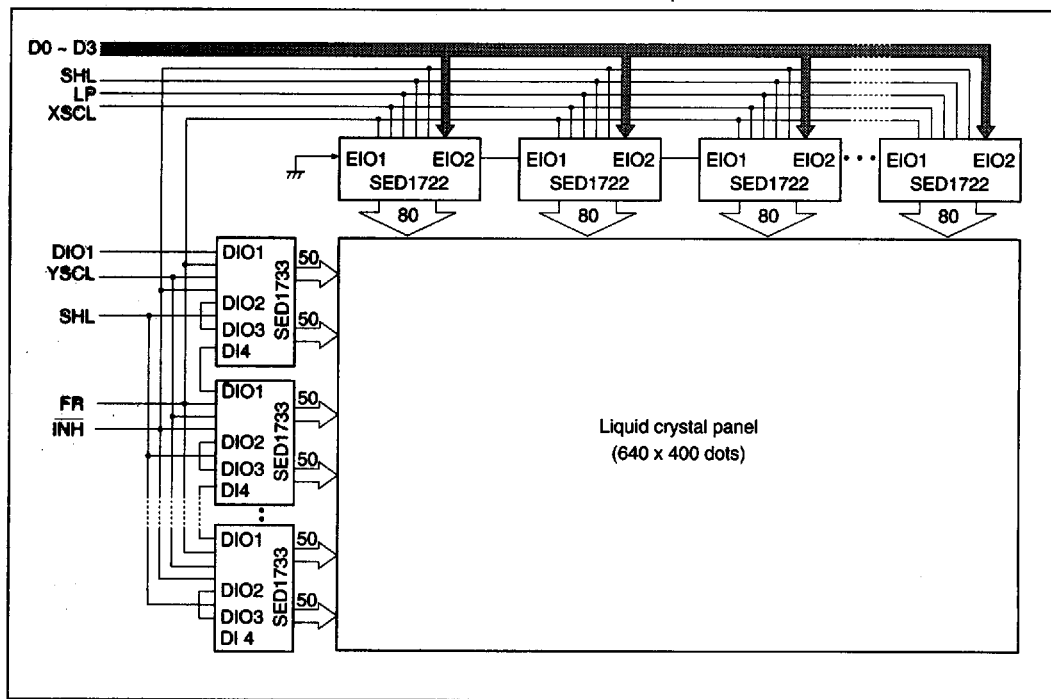 D0 ~ D3
SHL
LP
XSCL
EIO1 EIO2
SED1722
80
EIO1 EIO2
SED1722
80
EIO1 EIO2
SED1722
80
EIO1 EIO2
SED1722
80
DIO1
YSCL
SHL
FR
INH
DIO1
DIO2
DIO3
DI4
SED1733
50
50
DIO1
DIO2
DIO3
DI4
SED1733
50
50
DIO1
DIO2
DIO3
DI 4
SED1733
50
50
Liquid crystal panel
(640 x 400 dots)